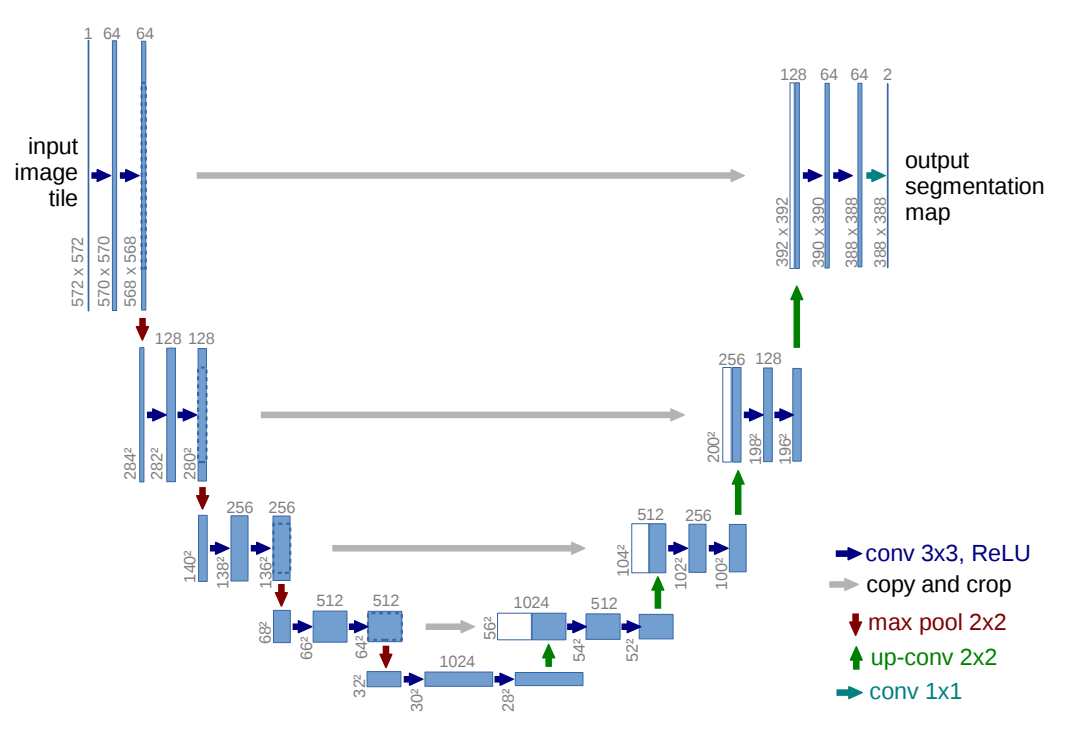 1 64 64
128 64 64 2
input
image
tile
output
segmentation
map
572 x 572
570 x 570
568 x 568
392 x 392
390 x 390
388 x 388
388 x 388
128 128
256 128
284²
282²
280²
200²
198²
196²
256 256
512 256
140²
138²
136²
104²
102²
100²
512 512
1024 512
68²
66²
64²
56²
54²
52²
1024
32²
30²
28²
conv 3x3, ReLU
copy and crop
max pool 2x2
up-conv 2x2
conv 1x1